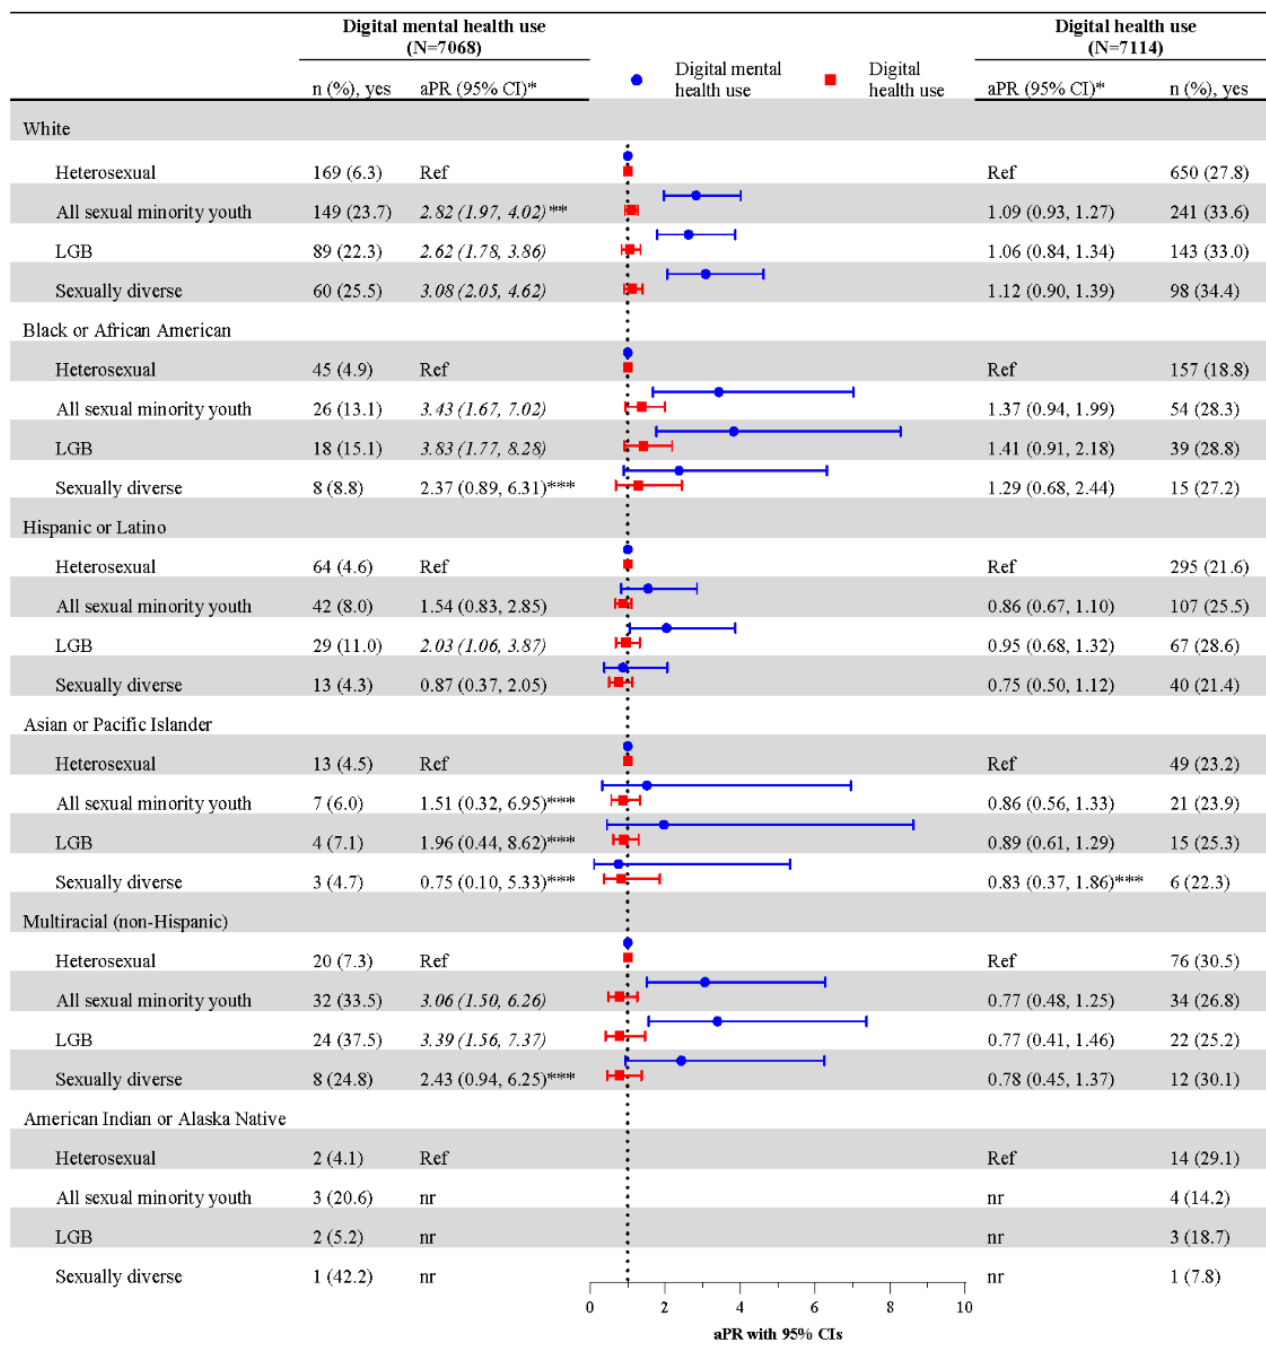 Digital mental health use (N=7068)
Digital health use (N=7114)
Digital mental health use
Digital health use
n (%), yes aPR (95% CI)* aPR (95% CI)* n (%), yes
White
Heterosexual 169 (6.3) Ref Ref 650 (27.8)
All sexual minority youth 149 (23.7) 2.82 (1.97, 4.02)** 1.09 (0.93, 1.27) 241 (33.6)
LGB 89 (22.3) 2.62 (1.78, 3.86) 1.06 (0.84, 1.34) 143 (33.0)
Sexually diverse 60 (25.5) 3.08 (2.05, 4.62) 1.12 (0.90, 1.39) 98 (34.4)
Black or African American
Heterosexual 45 (4.9) Ref Ref 157 (18.8)
All sexual minority youth 26 (13.1) 3.43 (1.67, 7.02) 1.37 (0.94, 1.99) 54 (28.3)
LGB 18 (15.1) 3.83 (1.77, 8.28) 1.41 (0.91, 2.18) 39 (28.8)
Sexually diverse 8 (8.8) 2.37 (0.89, 6.31)*** 1.29 (0.68, 2.44) 15 (27.2)
Hispanic or Latino
Heterosexual 64 (4.6) Ref Ref 295 (21.6)
All sexual minority youth 42 (8.0) 1.54 (0.83, 2.85) 0.86 (0.67, 1.10) 107 (25.5)
LGB 29 (11.0) 2.03 (1.06, 3.87) 0.95 (0.68, 1.32) 67 (28.6)
Sexually diverse 13 (4.3) 0.87 (0.37, 2.05) 0.75 (0.50, 1.12) 40 (21.4)
Asian or Pacific Islander
Heterosexual 13 (4.5) Ref Ref 49 (23.2)
All sexual minority youth 7 (6.0) 1.51 (0.32, 6.95)*** 0.86 (0.56, 1.33) 21 (23.9)
LGB 4 (7.1) 1.96 (0.44, 8.62)*** 0.89 (0.61, 1.29) 15 (25.3)
Sexually diverse 3 (4.7) 0.75 (0.10, 5.33)*** 0.83 (0.37, 1.86)*** 6 (22.3)
Multiracial (non-Hispanic)
Heterosexual 20 (7.3) Ref Ref 76 (30.5)
All sexual minority youth 32 (33.5) 3.06 (1.50, 6.26) 0.77 (0.48, 1.25) 34 (26.8)
LGB 24 (37.5) 3.39 (1.56, 7.37) 0.77 (0.41, 1.46) 22 (25.2)
Sexually diverse 8 (24.8) 2.43 (0.94, 6.25)*** 0.78 (0.45, 1.37) 12 (30.1)
American Indian or Alaska Native
Heterosexual 2 (4.1) Ref Ref 14 (29.1)
All sexual minority youth 3 (20.6) nr nr 4 (14.2)
LGB 2 (5.2) nr nr 3 (18.7)
Sexually diverse 1 (42.2) nr nr 1 (7.8)
0 2 4 6 8 10
aPR with 95% CIs